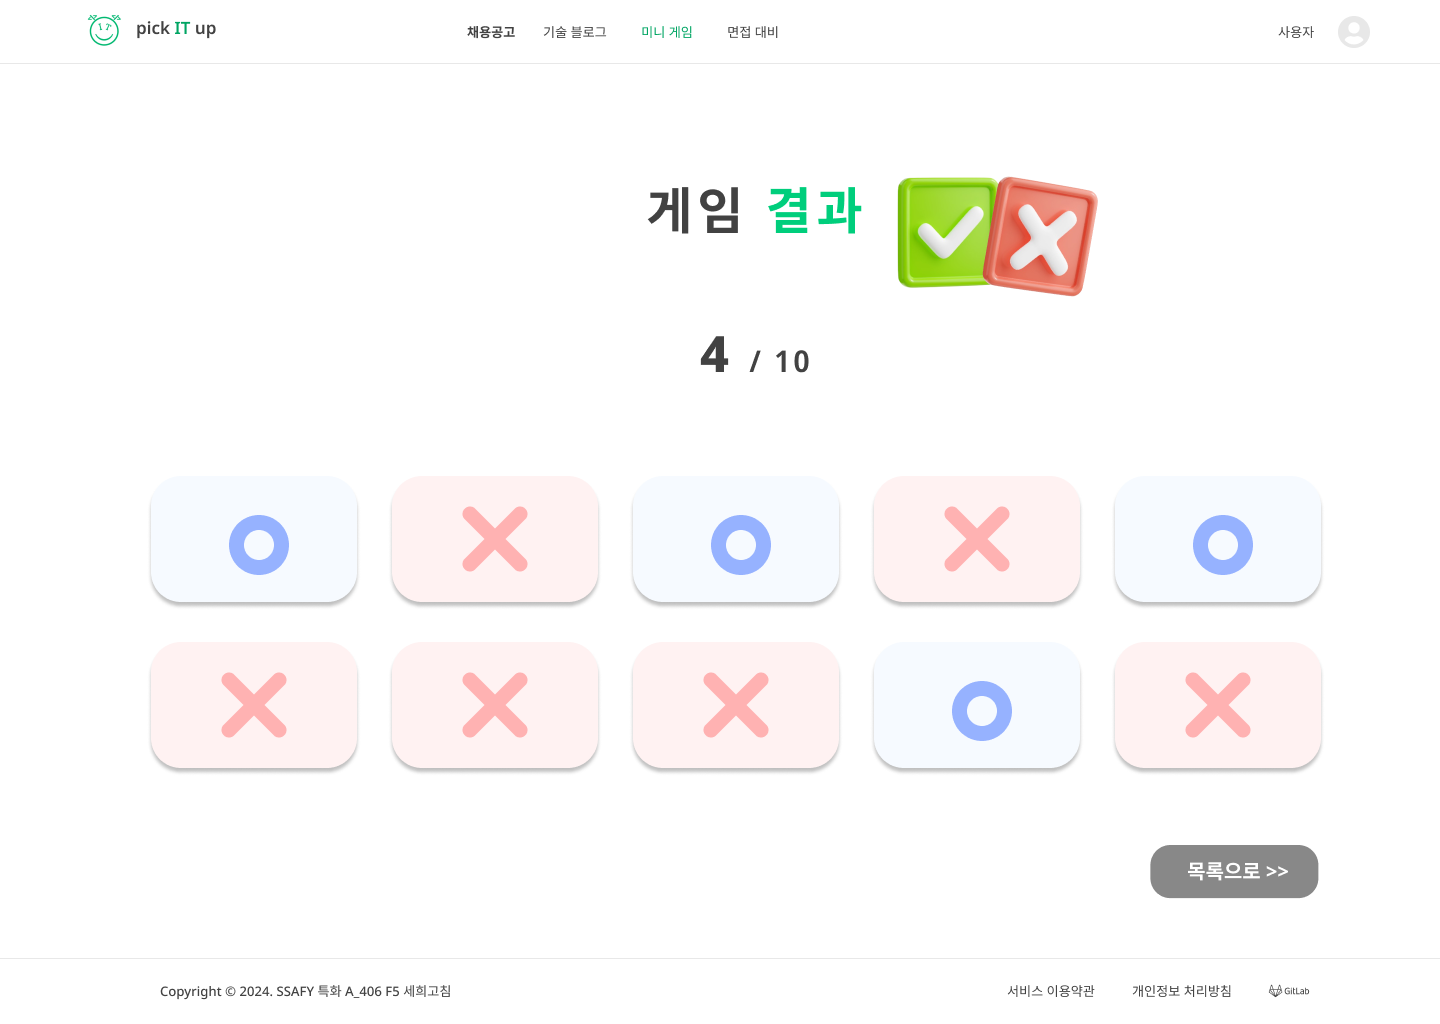 pick IT up
채용공고
기술 블로그
미니 게임
면접 대비
사용자
게임 결과
4 / 10
목록으로 >>
Copyright © 2024. SSAFY 특화 A_406 F5 세희고침
서비스 이용약관
개인정보 처리방침
GitLab